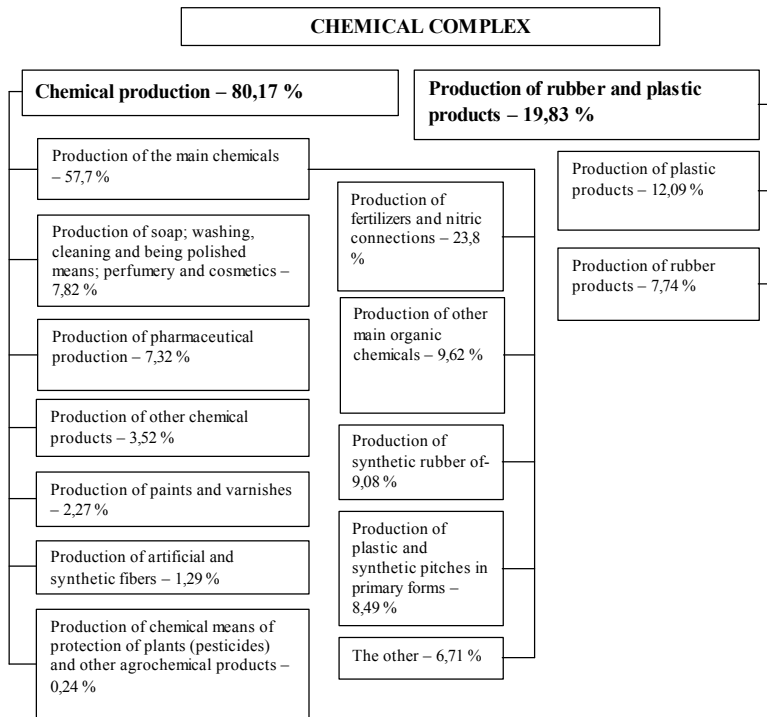 CHEMICAL COMPLEX
Chemical production – 80,17 %
Production of the main chemicals
– 57,7 %
Production of soap; washing,
cleaning and being polished
means; perfumery and cosmetics –
7,82 %
Production of pharmaceutical
production – 7,32 %
Production of other chemical
products – 3,52 %
Production of paints and varnishes
– 2,27 %
Production of artificial and
synthetic fibers – 1,29 %
Production of chemical means of
protection of plants (pesticides)
and other agrochemical products –
0,24 %
Production of
fertilizers and nitric
connections – 23,8
%
Production of other
main organic
chemicals – 9,62 %
Production of
synthetic rubber of-
9,08 %
Production of
plastic and
synthetic pitches in
primary forms –
8,49 %
The other – 6,71 %
Production of rubber and plastic
products – 19,83 %
Production of plastic
products – 12,09 %
Production of rubber
products – 7,74 %